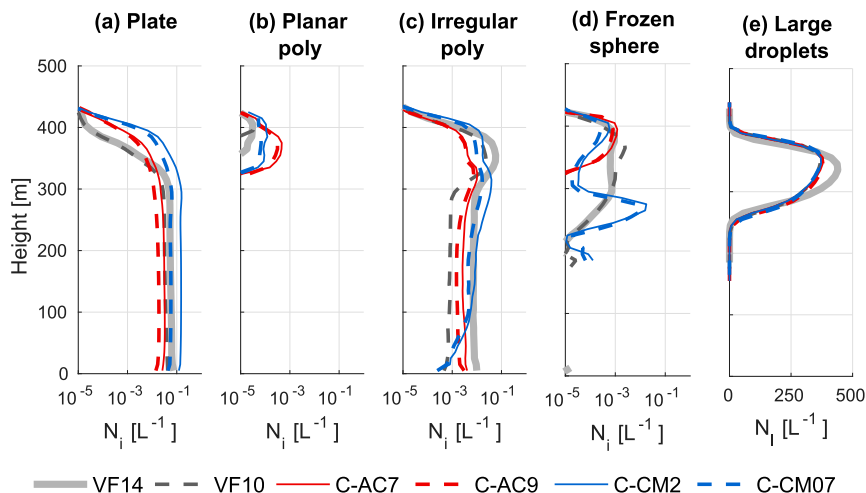 (a) Plate
(b) Planar
poly
(c) Irregular
poly
(d) Frozen
sphere
(e) Large
droplets
500
400
300
200
100
0
Height [m]
10^-5 10^-3 10^-1
10^-5 10^-3 10^-1
10^-5 10^-3 10^-1
10^-5 10^-3 10^-1
0 250 500
N_i [L^-1]
N_i [L^-1]
N_i [L^-1]
N_i [L^-1]
N_l [L^-1]
VF14 VF10 C-AC7 C-AC9 C-CM2 C-CM07